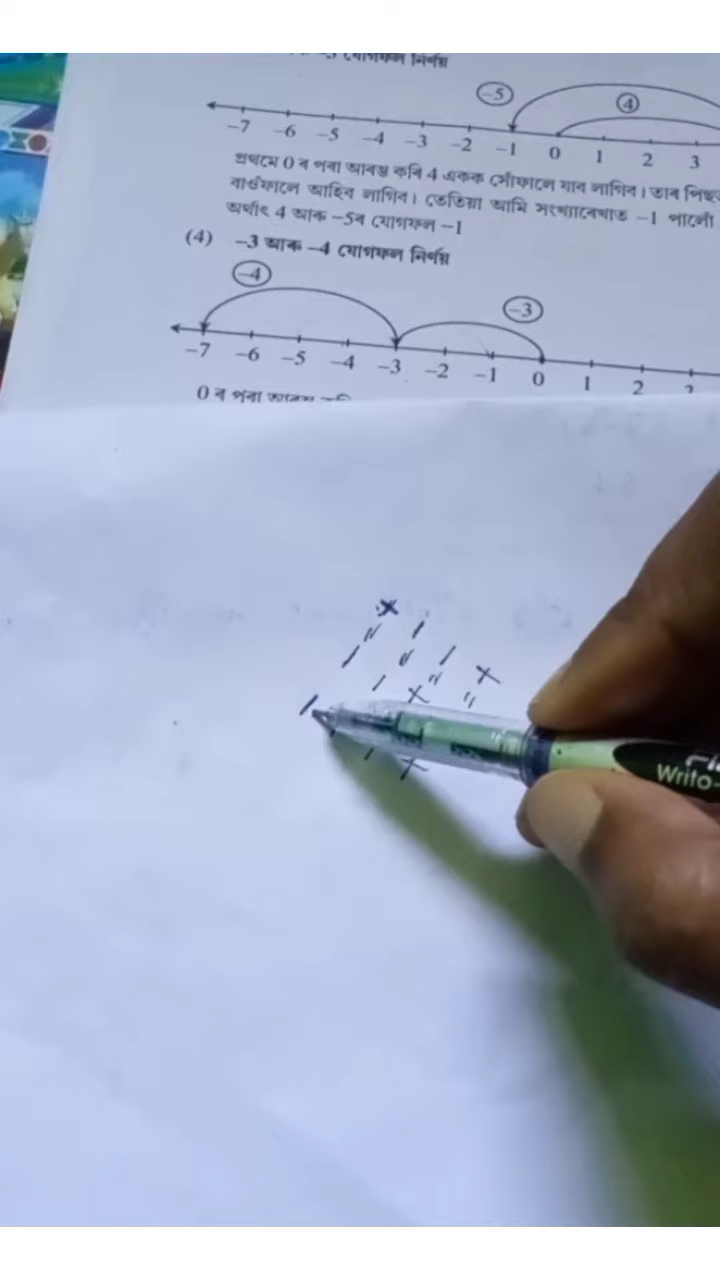 যোগফল নিৰ্ণয়
−5 4
−7 −6 −5 −4 −3 −2 −1 0 1 2 3
প্ৰথমে 0 ৰ পৰা আৰম্ভ কৰি 4 একক সোঁফালে যাব লাগিব। তাৰ পিছত
বাওঁফালে আহিব লাগিব। তেতিয়া আমি সংখ্যাৰেখাত −1 পালোঁ
অৰ্থাৎ 4 আৰু −5ৰ যোগফল −1
(4) −3 আৰু −4 যোগফল নিৰ্ণয়
−4 −3
−7 −6 −5 −4 −3 −2 −1 0 1 2
0 ৰ পৰা আৰম্ভ
Writo-